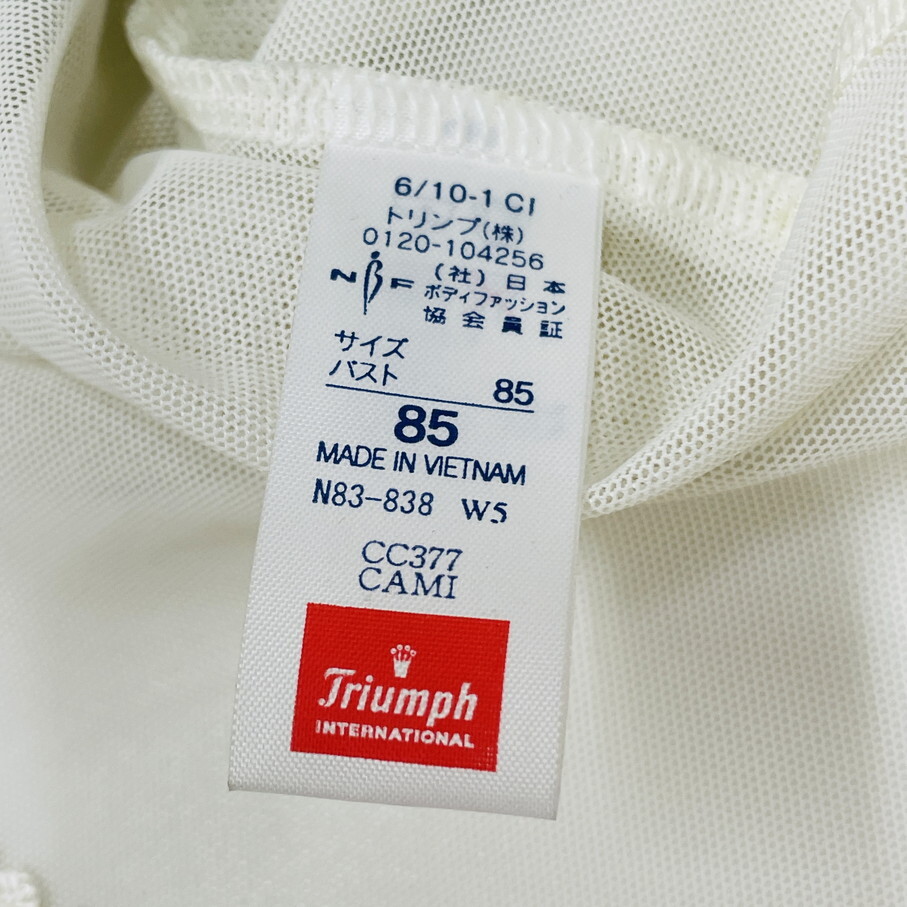 6/10-1 CI
トリンプ(株)
0120-104256
NBF (社)日本
ボディファッション
協会員証
サイズ
バスト 85
85
MADE IN VIETNAM
N83-838 W5
CC377
CAMI
Triumph
INTERNATIONAL